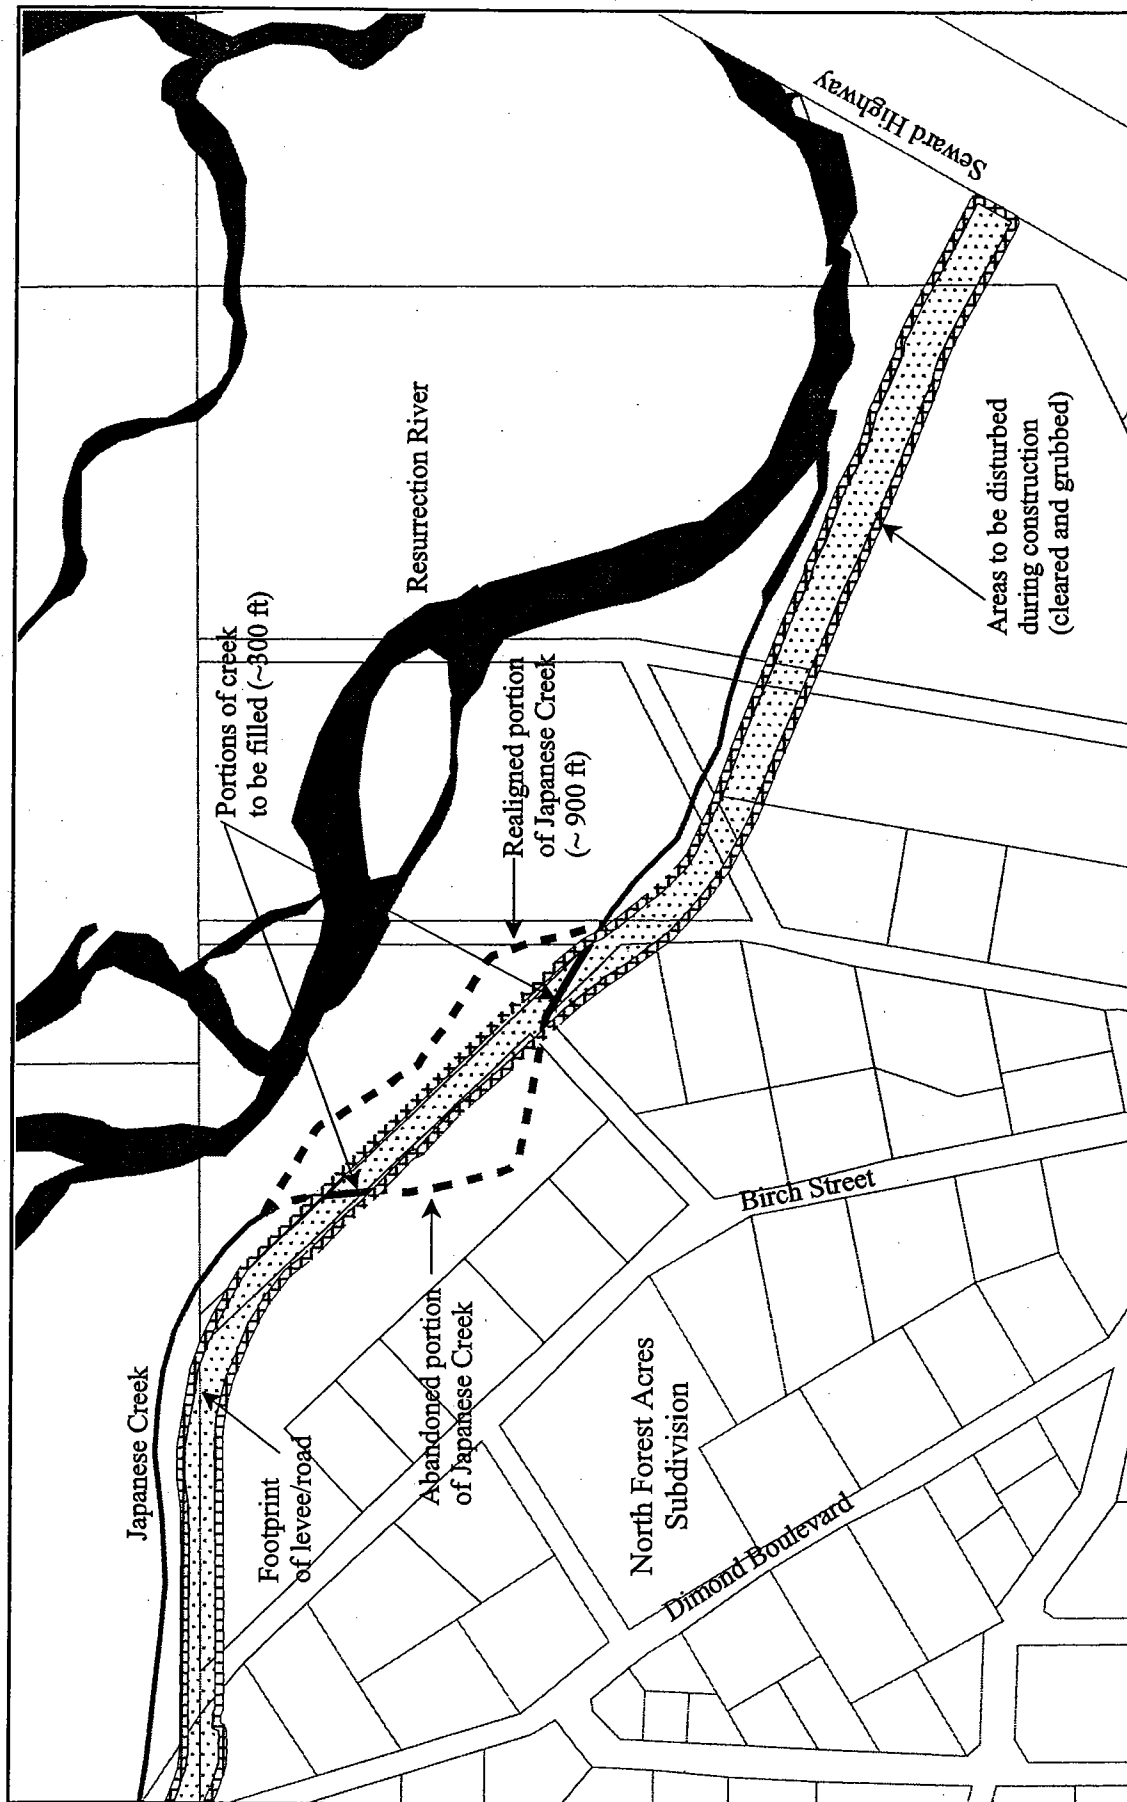 Seward Highway
Resurrection River
Portions of creek
to be filled (~300 ft)
Realigned portion
of Japanese Creek
(~ 900 ft)
Areas to be disturbed
during construction
(cleared and grubbed)
Japanese Creek
Footprint
of levee/road
Abandoned portion
of Japanese Creek
Birch Street
North Forest Acres
Subdivision
Dimond Boulevard